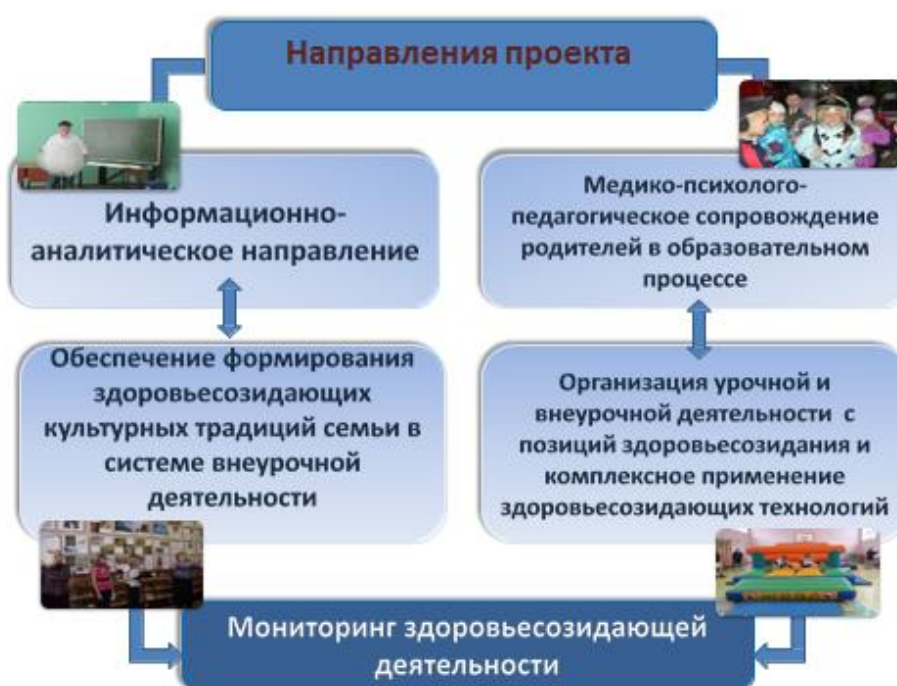 Направления проекта
Информационно-
аналитическое направление
Медико-психолого-
педагогическое сопровождение
родителей в образовательном
процессе
Обеспечение формирования
здоровьесозидающих
культурных традиций семьи в
системе внеурочной
деятельности
Организация урочной и
внеурочной деятельности с
позиций здоровьесозидания и
комплексное применение
здоровьесозидающих технологий
Мониторинг здоровьесозидающей
деятельности